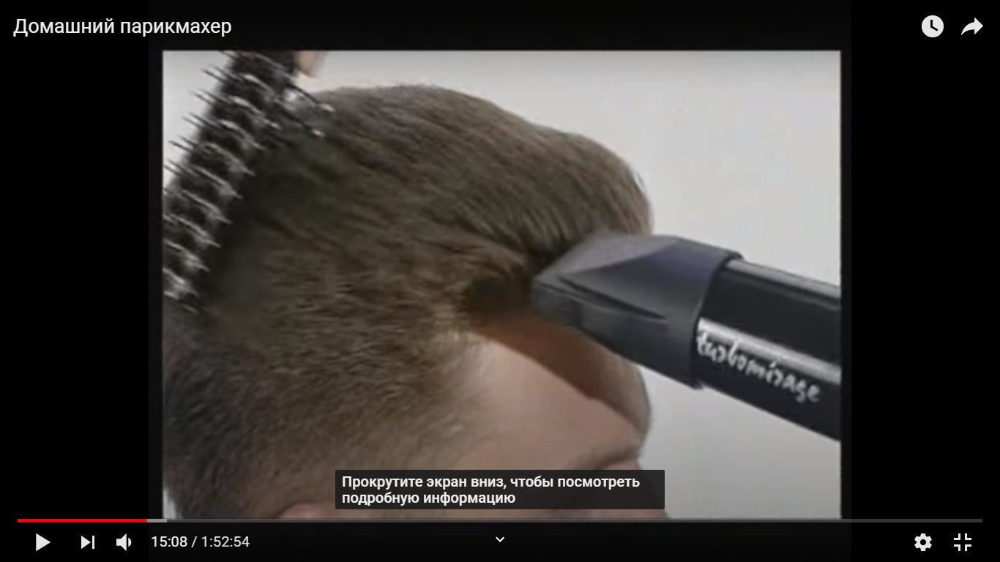 Домашний парикмахер
turbomirage
Прокрутите экран вниз, чтобы посмотреть
подробную информацию
15:08 / 1:52:54